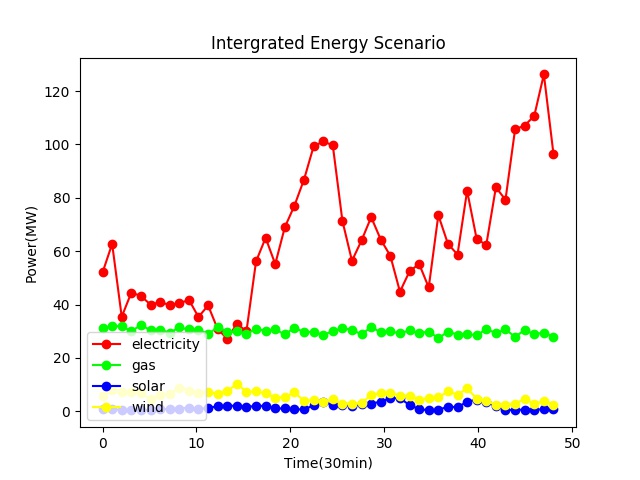 Intergrated Energy Scenario
Power(MW)
120
100
80
60
40
20
0
electricity
gas
solar
wind
0 10 20 30 40 50
Time(30min)